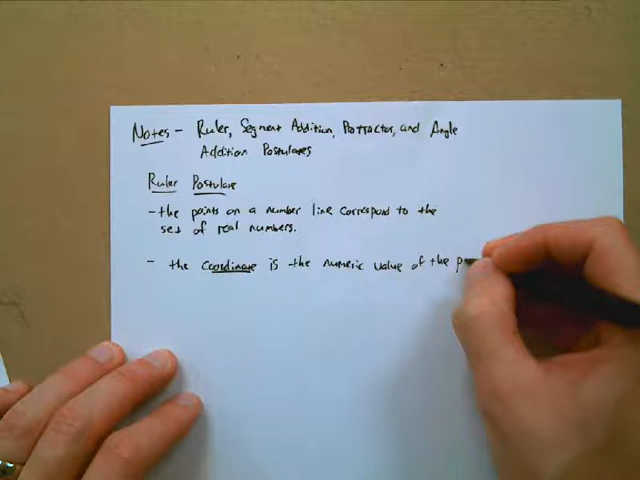 Notes - Ruler, Segment Addition, Protractor, and Angle
Addition Postulates
Ruler Postulate
- the points on a number line correspond to the
set of real numbers.
- the coordinate is the numeric value of the p